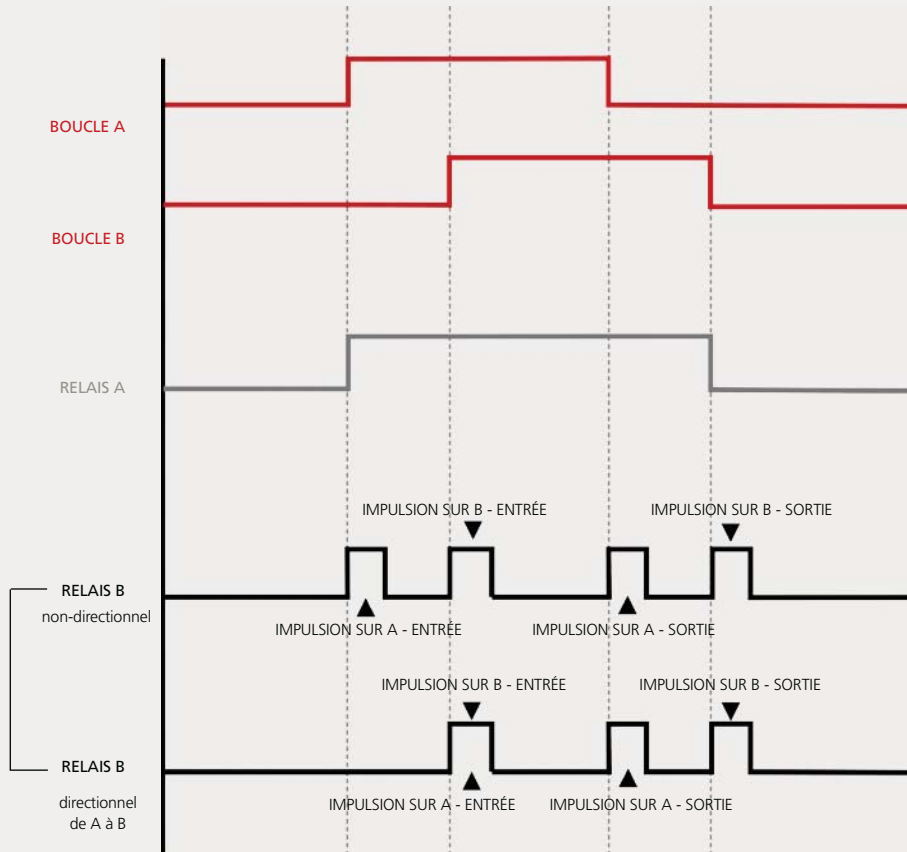 BOUCLE A
BOUCLE B
RELAIS A
IMPULSION SUR B - ENTRÉE
IMPULSION SUR B - SORTIE
RELAIS B
non-directionnel
IMPULSION SUR A - ENTRÉE
IMPULSION SUR A - SORTIE
IMPULSION SUR B - ENTRÉE
IMPULSION SUR B - SORTIE
RELAIS B
directionnel
de A à B
IMPULSION SUR A - ENTRÉE
IMPULSION SUR A - SORTIE